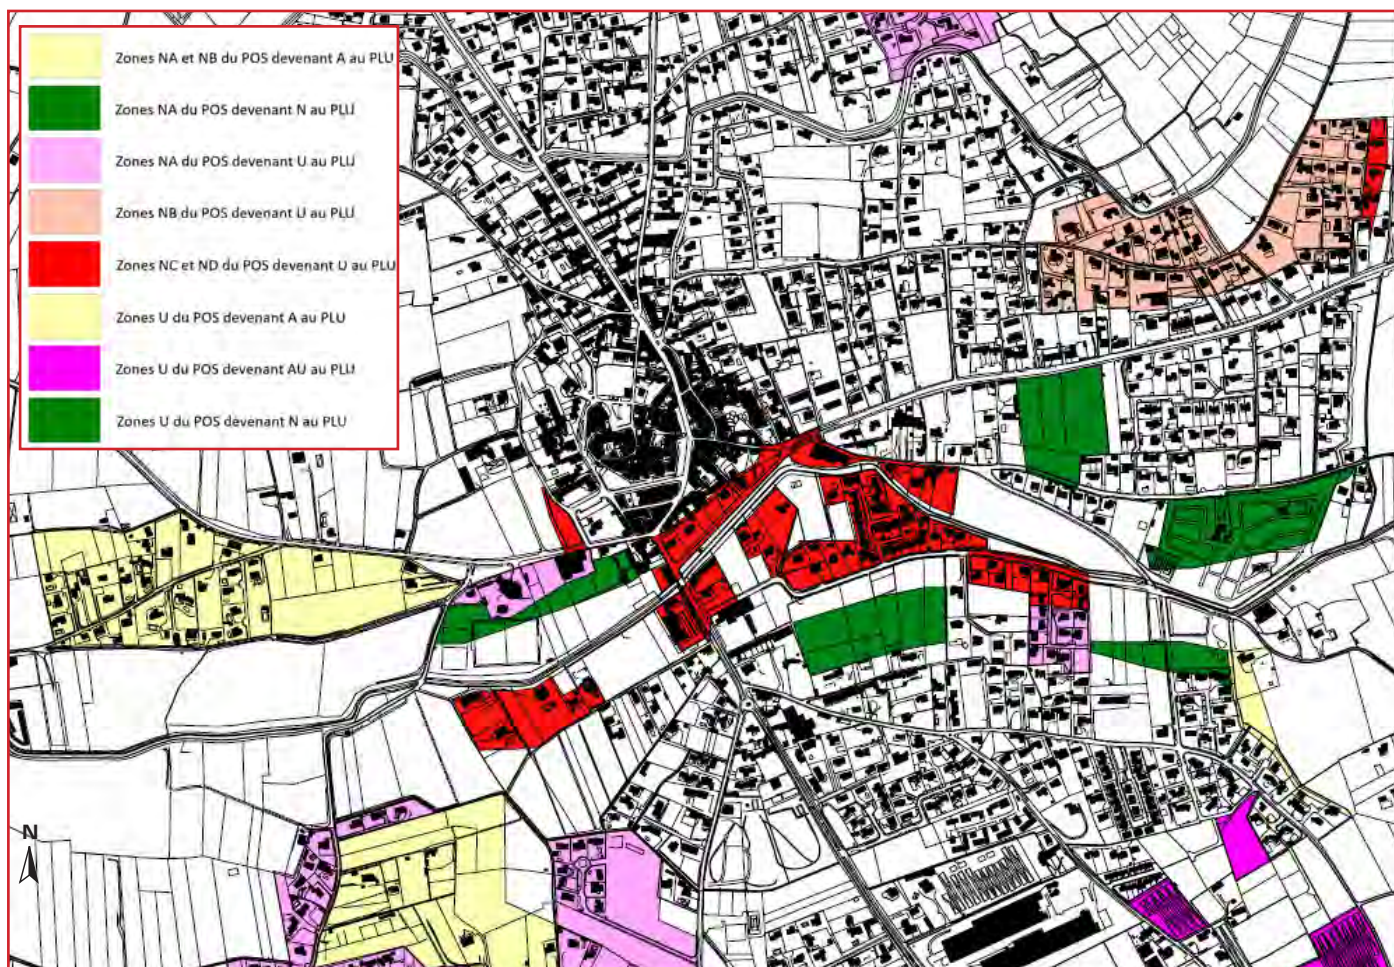 Zones NA et NB du POS devenant A au PLU
Zones NA du POS devenant N au PLU
Zones NA du POS devenant U au PLU
Zones NB du POS devenant U au PLU
Zones NC et ND du POS devenant U au PLU
Zones U du POS devenant A au PLU
Zones U du POS devenant AU au PLU
Zones U du POS devenant N au PLU
N